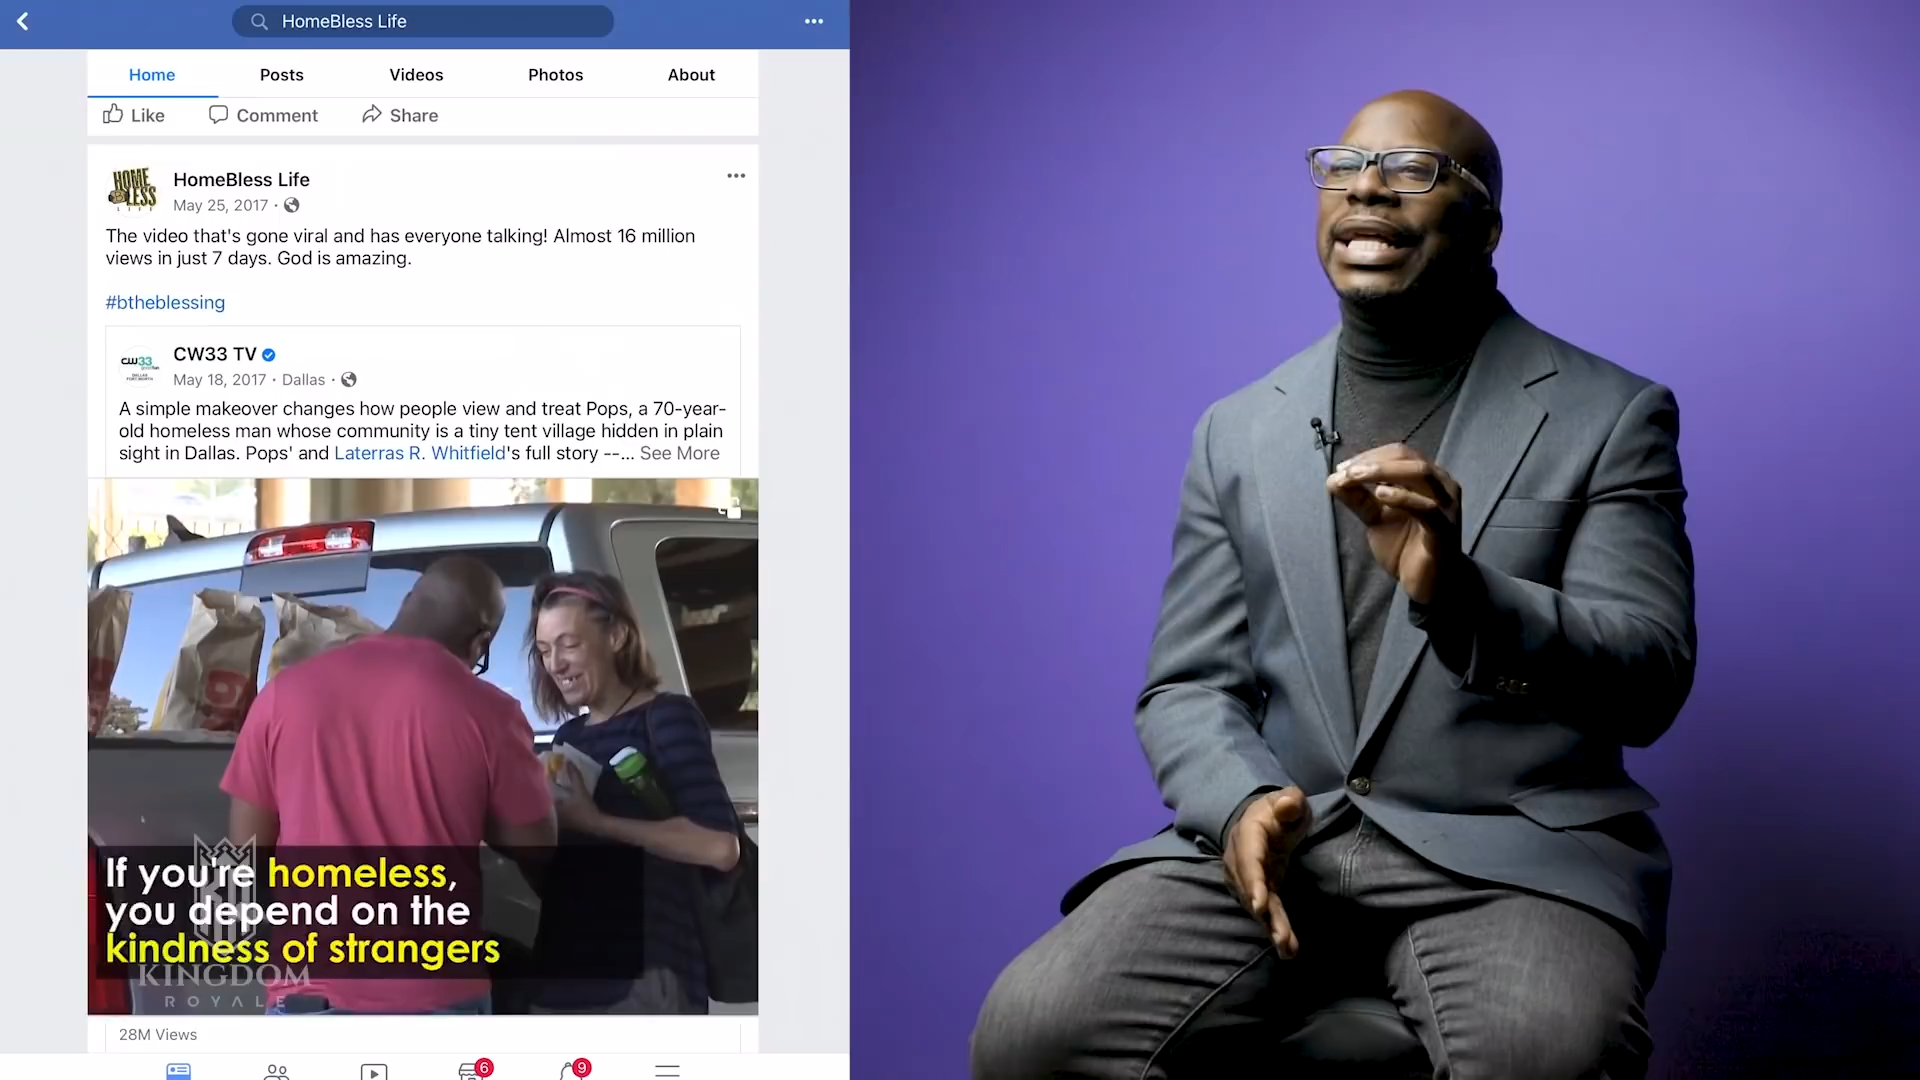 HomeBless Life
Home Posts Videos Photos About
Like Comment Share
HOME
BLESS
LIFE
HomeBless Life
May 25, 2017 ·
The video that's gone viral and has everyone talking! Almost 16 million
views in just 7 days. God is amazing.
#btheblessing
CW33
CW33 TV
May 18, 2017 · Dallas ·
A simple makeover changes how people view and treat Pops, a 70-year-
old homeless man whose community is a tiny tent village hidden in plain
sight in Dallas. Pops' and Laterras R. Whitfield's full story --... See More
If you're homeless,
you depend on the
kindness of strangers
KINGDOM
ROYALE
28M Views
6
9